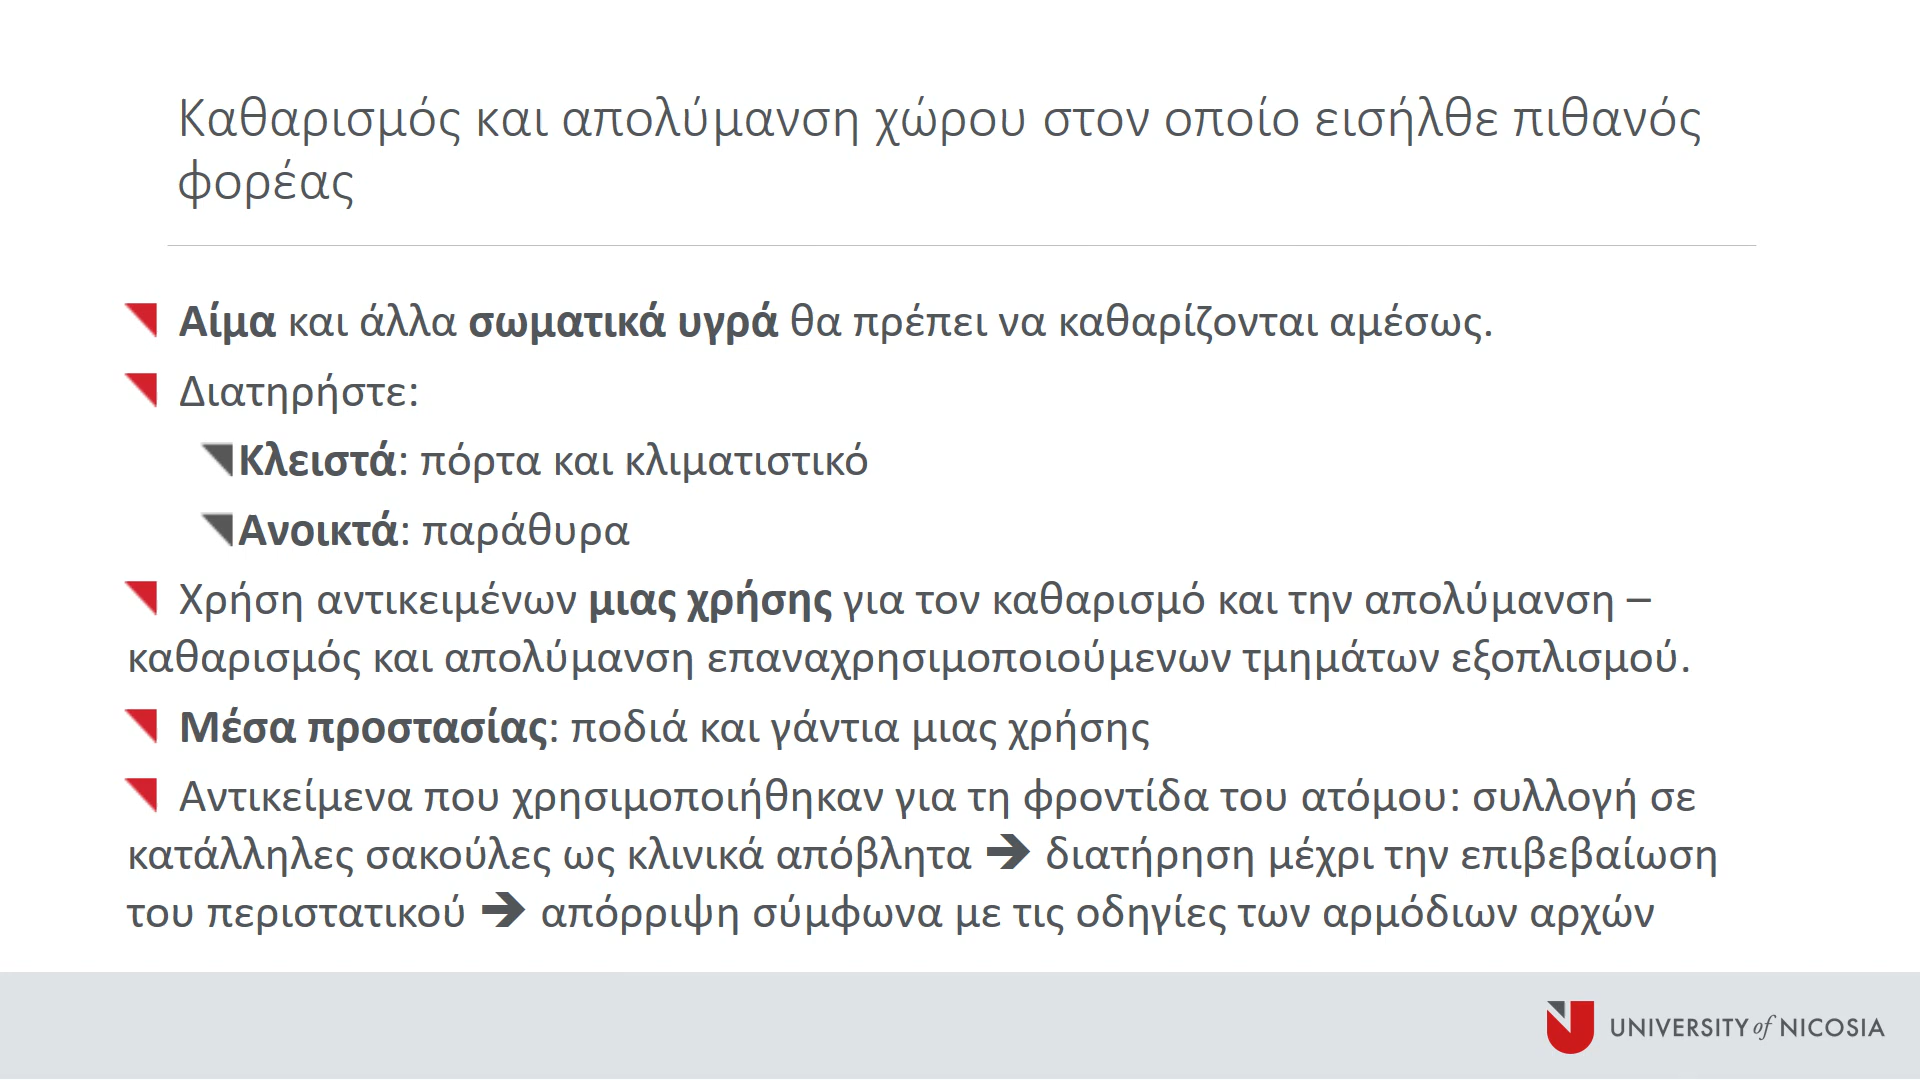 Καθαρισμός και απολύμανση χώρου στον οποίο εισήλθε πιθανός
φορέας
Αίμα και άλλα σωματικά υγρά θα πρέπει να καθαρίζονται αμέσως.
Διατηρήστε:
Κλειστά: πόρτα και κλιματιστικό
Ανοικτά: παράθυρα
Χρήση αντικειμένων μιας χρήσης για τον καθαρισμό και την απολύμανση –
καθαρισμός και απολύμανση επαναχρησιμοποιούμενων τμημάτων εξοπλισμού.
Μέσα προστασίας: ποδιά και γάντια μιας χρήσης
Αντικείμενα που χρησιμοποιήθηκαν για τη φροντίδα του ατόμου: συλλογή σε
κατάλληλες σακούλες ως κλινικά απόβλητα ➔ διατήρηση μέχρι την επιβεβαίωση
του περιστατικού ➔ απόρριψη σύμφωνα με τις οδηγίες των αρμόδιων αρχών
UNIVERSITY of NICOSIA